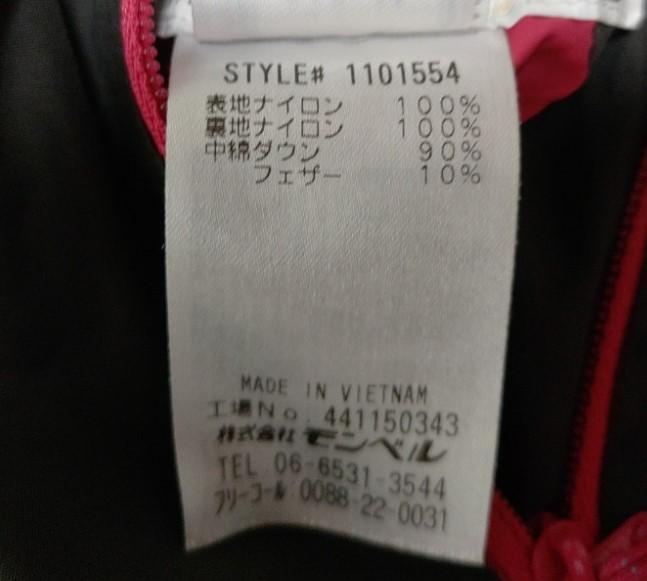 STYLE# 1101554
表地ナイロン 100%
裏地ナイロン 100%
中綿ダウン 90%
フェザー 10%
MADE IN VIETNAM
工場No. 441150343
株式会社モンベル
TEL 06-6531-3544
フリーコール 0088-22-0031